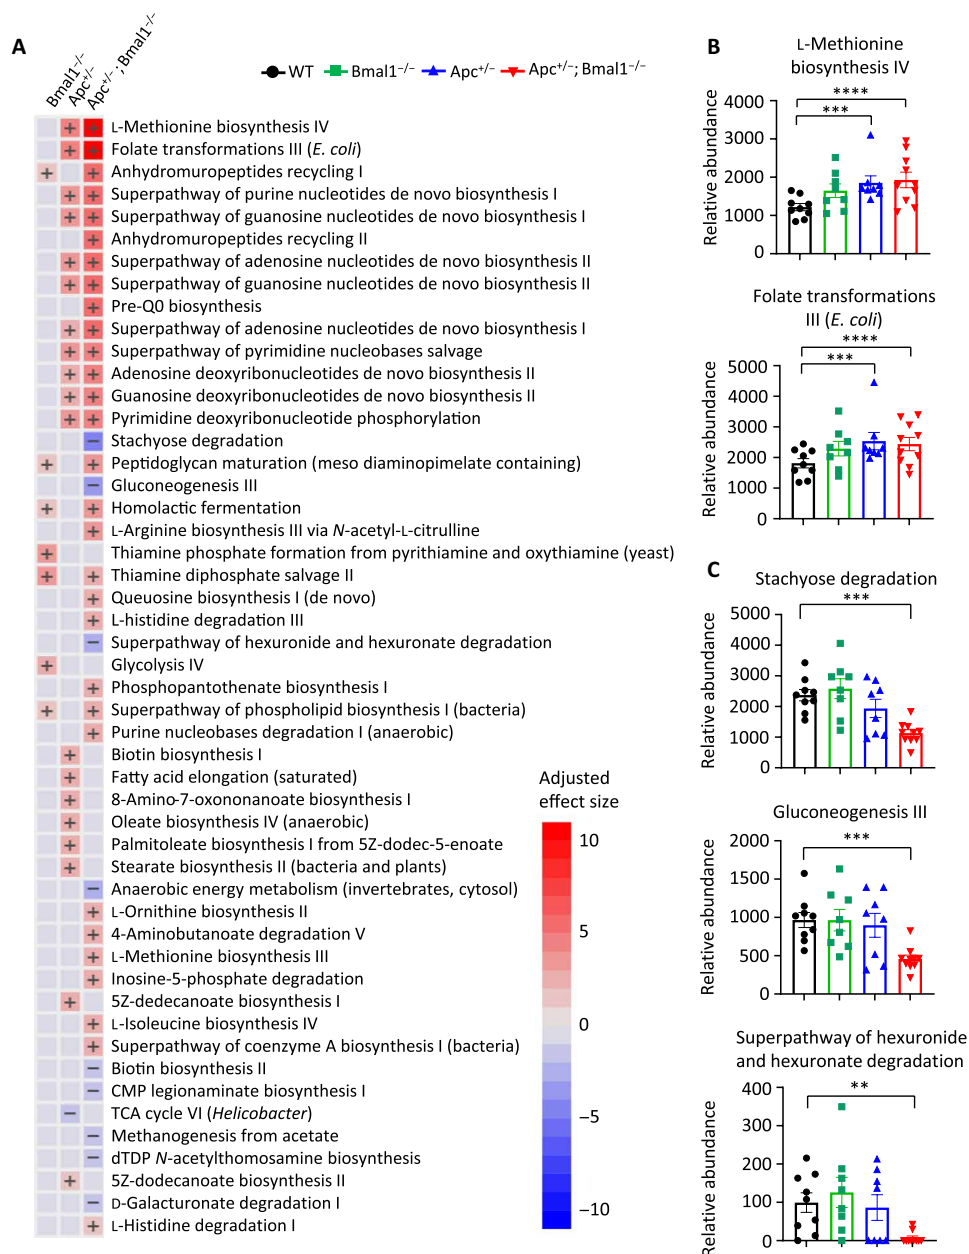 A
Bmal1−/−
Apc+/−
Apc+/−; Bmal1−/−
WT
Bmal1−/−
Apc+/−
Apc+/−; Bmal1−/−
L-Methionine biosynthesis IV
Folate transformations III (E. coli)
Anhydromuropeptides recycling I
Superpathway of purine nucleotides de novo biosynthesis I
Superpathway of guanosine nucleotides de novo biosynthesis I
Anhydromuropeptides recycling II
Superpathway of adenosine nucleotides de novo biosynthesis II
Superpathway of guanosine nucleotides de novo biosynthesis II
Pre-Q0 biosynthesis
Superpathway of adenosine nucleotides de novo biosynthesis I
Superpathway of pyrimidine nucleobases salvage
Adenosine deoxyribonucleotides de novo biosynthesis II
Guanosine deoxyribonucleotides de novo biosynthesis II
Pyrimidine deoxyribonucleotide phosphorylation
Stachyose degradation
Peptidoglycan maturation (meso diaminopimelate containing)
Gluconeogenesis III
Homolactic fermentation
L-Arginine biosynthesis III via N-acetyl-L-citrulline
Thiamine phosphate formation from pyrithiamine and oxythiamine (yeast)
Thiamine diphosphate salvage II
Queuosine biosynthesis I (de novo)
L-histidine degradation III
Superpathway of hexuronide and hexuronate degradation
Glycolysis IV
Phosphopantothenate biosynthesis I
Superpathway of phospholipid biosynthesis I (bacteria)
Purine nucleobases degradation I (anaerobic)
Biotin biosynthesis I
Fatty acid elongation (saturated)
8-Amino-7-oxononanoate biosynthesis I
Oleate biosynthesis IV (anaerobic)
Palmitoleate biosynthesis I from 5Z-dodec-5-enoate
Stearate biosynthesis II (bacteria and plants)
Anaerobic energy metabolism (invertebrates, cytosol)
L-Ornithine biosynthesis II
4-Aminobutanoate degradation V
L-Methionine biosynthesis III
Inosine-5-phosphate degradation
5Z-dedecanoate biosynthesis I
L-Isoleucine biosynthesis IV
Superpathway of coenzyme A biosynthesis I (bacteria)
Biotin biosynthesis II
CMP legionaminate biosynthesis I
TCA cycle VI (Helicobacter)
Methanogenesis from acetate
dTDP N-acetylthomosamine biosynthesis
5Z-dodecanoate biosynthesis II
D-Galacturonate degradation I
L-Histidine degradation I
Adjusted
effect size
10
5
0
−5
−10
B
L-Methionine
biosynthesis IV
****
***
Relative abundance
4000
3000
2000
1000
0
Folate transformations
III (E. coli)
****
***
Relative abundance
5000
4000
3000
2000
1000
0
C
Stachyose degradation
***
Relative abundance
5000
4000
3000
2000
1000
0
Gluconeogenesis III
***
Relative abundance
2000
1500
1000
500
0
Superpathway of hexuronide
and hexuronate degradation
**
Relative abundance
400
300
200
100
0